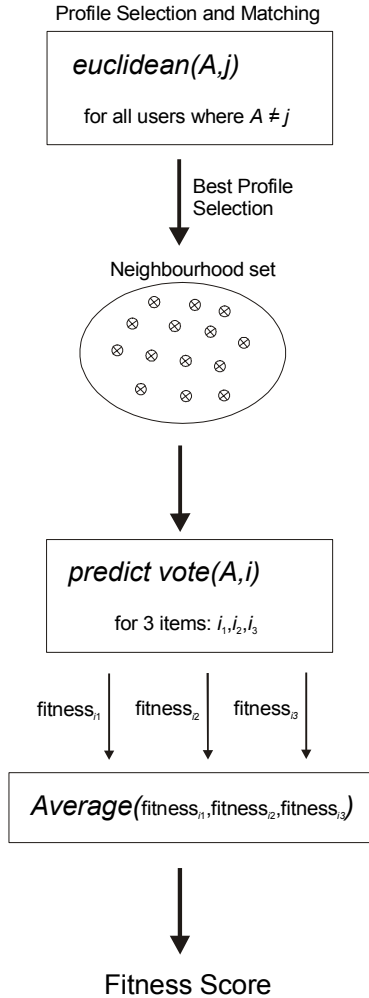 Profile Selection and Matching
euclidean(A,j)
for all users where A ≠ j
Best Profile
Selection
Neighbourhood set
predict vote(A,i)
for 3 items: i₁,i₂,i₃
fitnessᵢ₁ fitnessᵢ₂ fitnessᵢ₃
Average(fitnessᵢ₁,fitnessᵢ₂,fitnessᵢ₃)
Fitness Score